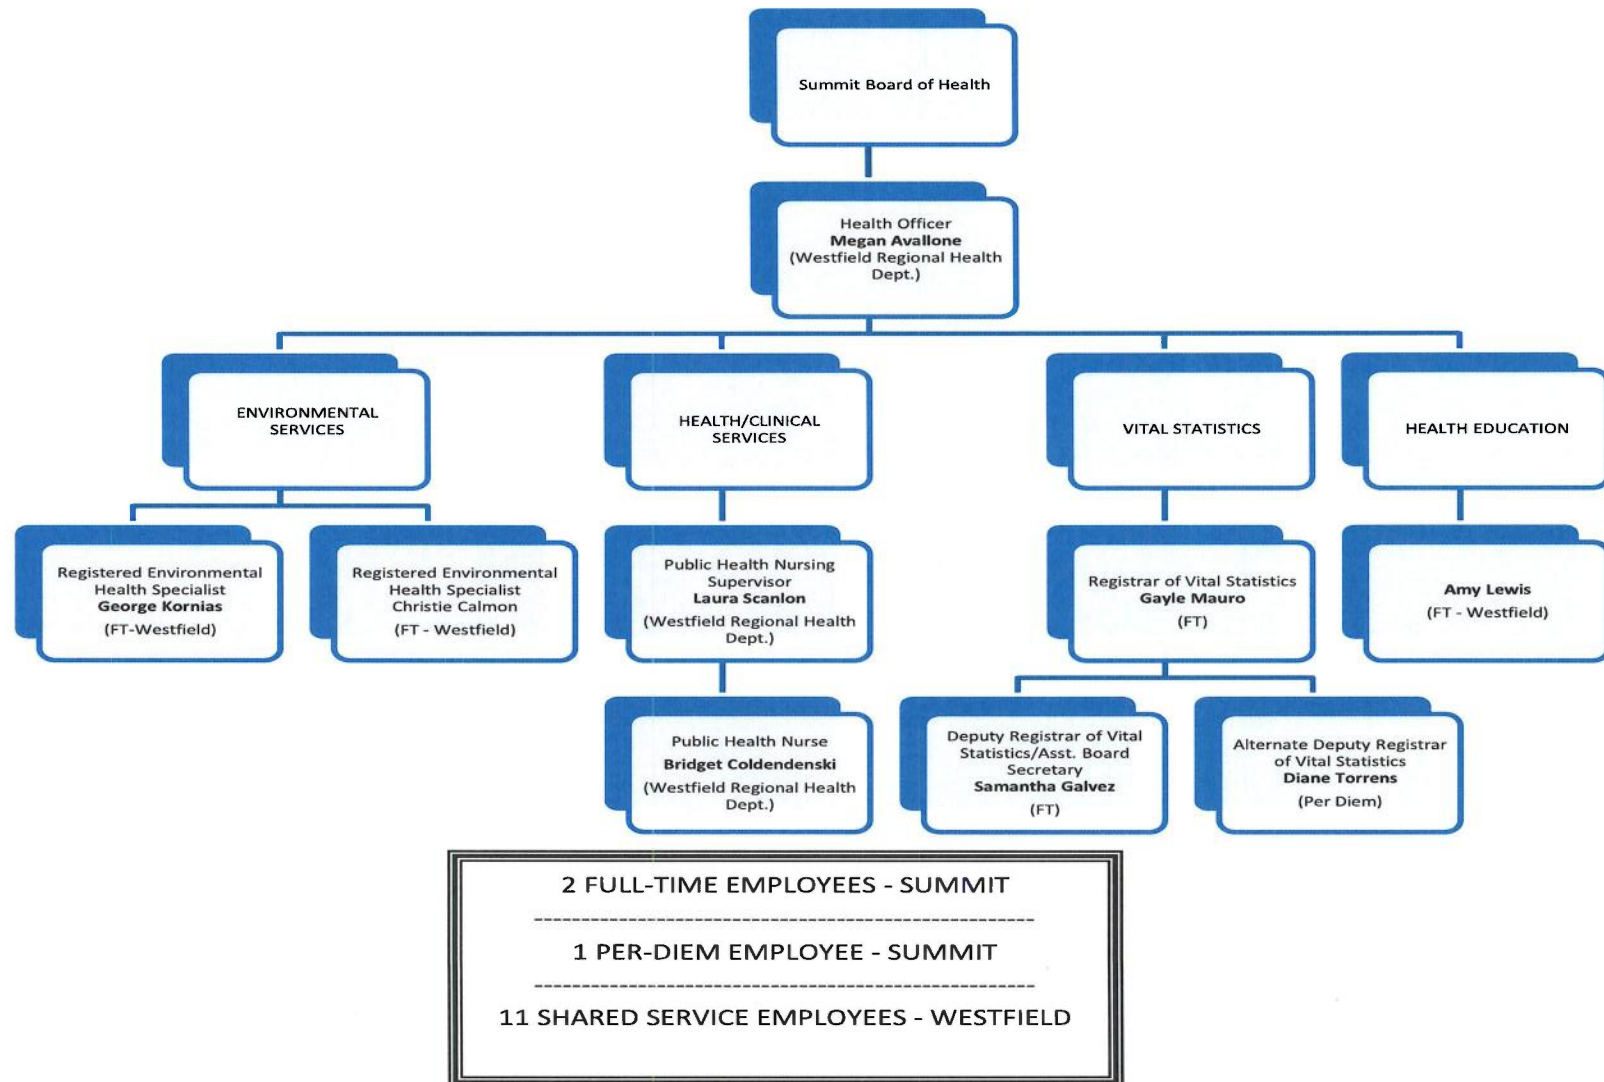 Summit Board of Health
Health Officer
Megan Avallone
(Westfield Regional Health
Dept.)
ENVIRONMENTAL
SERVICES
HEALTH/CLINICAL
SERVICES
VITAL STATISTICS
HEALTH EDUCATION
Registered Environmental
Health Specialist
George Kornias
(FT-Westfield)
Registered Environmental
Health Specialist
Christie Calmon
(FT - Westfield)
Public Health Nursing
Supervisor
Laura Scanlon
(Westfield Regional Health
Dept.)
Registrar of Vital Statistics
Gayle Mauro
(FT)
Amy Lewis
(FT - Westfield)
Public Health Nurse
Bridget Coldendenski
(Westfield Regional Health
Dept.)
Deputy Registrar of Vital
Statistics/Asst. Board
Secretary
Samantha Galvez
(FT)
Alternate Deputy Registrar
of Vital Statistics
Diane Torrens
(Per Diem)
2 FULL-TIME EMPLOYEES - SUMMIT
1 PER-DIEM EMPLOYEE - SUMMIT
11 SHARED SERVICE EMPLOYEES - WESTFIELD